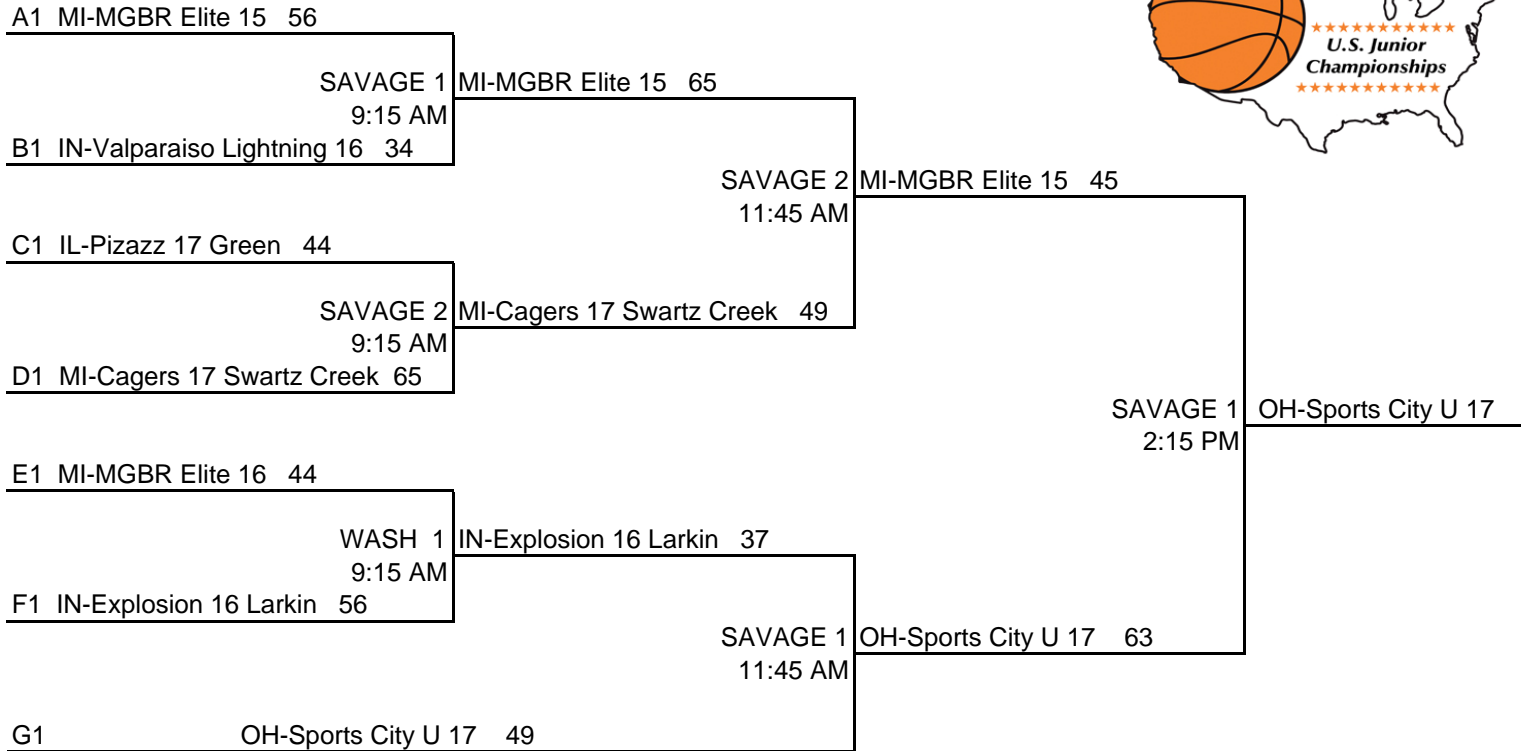 A1 MI-MGBR Elite 15 56
U.S. Junior
Championships
SAVAGE 1 MI-MGBR Elite 15 65
9:15 AM
B1 IN-Valparaiso Lightning 16 34
SAVAGE 2 MI-MGBR Elite 15 45
11:45 AM
C1 IL-Pizazz 17 Green 44
SAVAGE 2 MI-Cagers 17 Swartz Creek 49
9:15 AM
D1 MI-Cagers 17 Swartz Creek 65
SAVAGE 1 OH-Sports City U 17
2:15 PM
E1 MI-MGBR Elite 16 44
WASH 1 IN-Explosion 16 Larkin 37
9:15 AM
F1 IN-Explosion 16 Larkin 56
SAVAGE 1 OH-Sports City U 17 63
11:45 AM
G1 OH-Sports City U 17 49